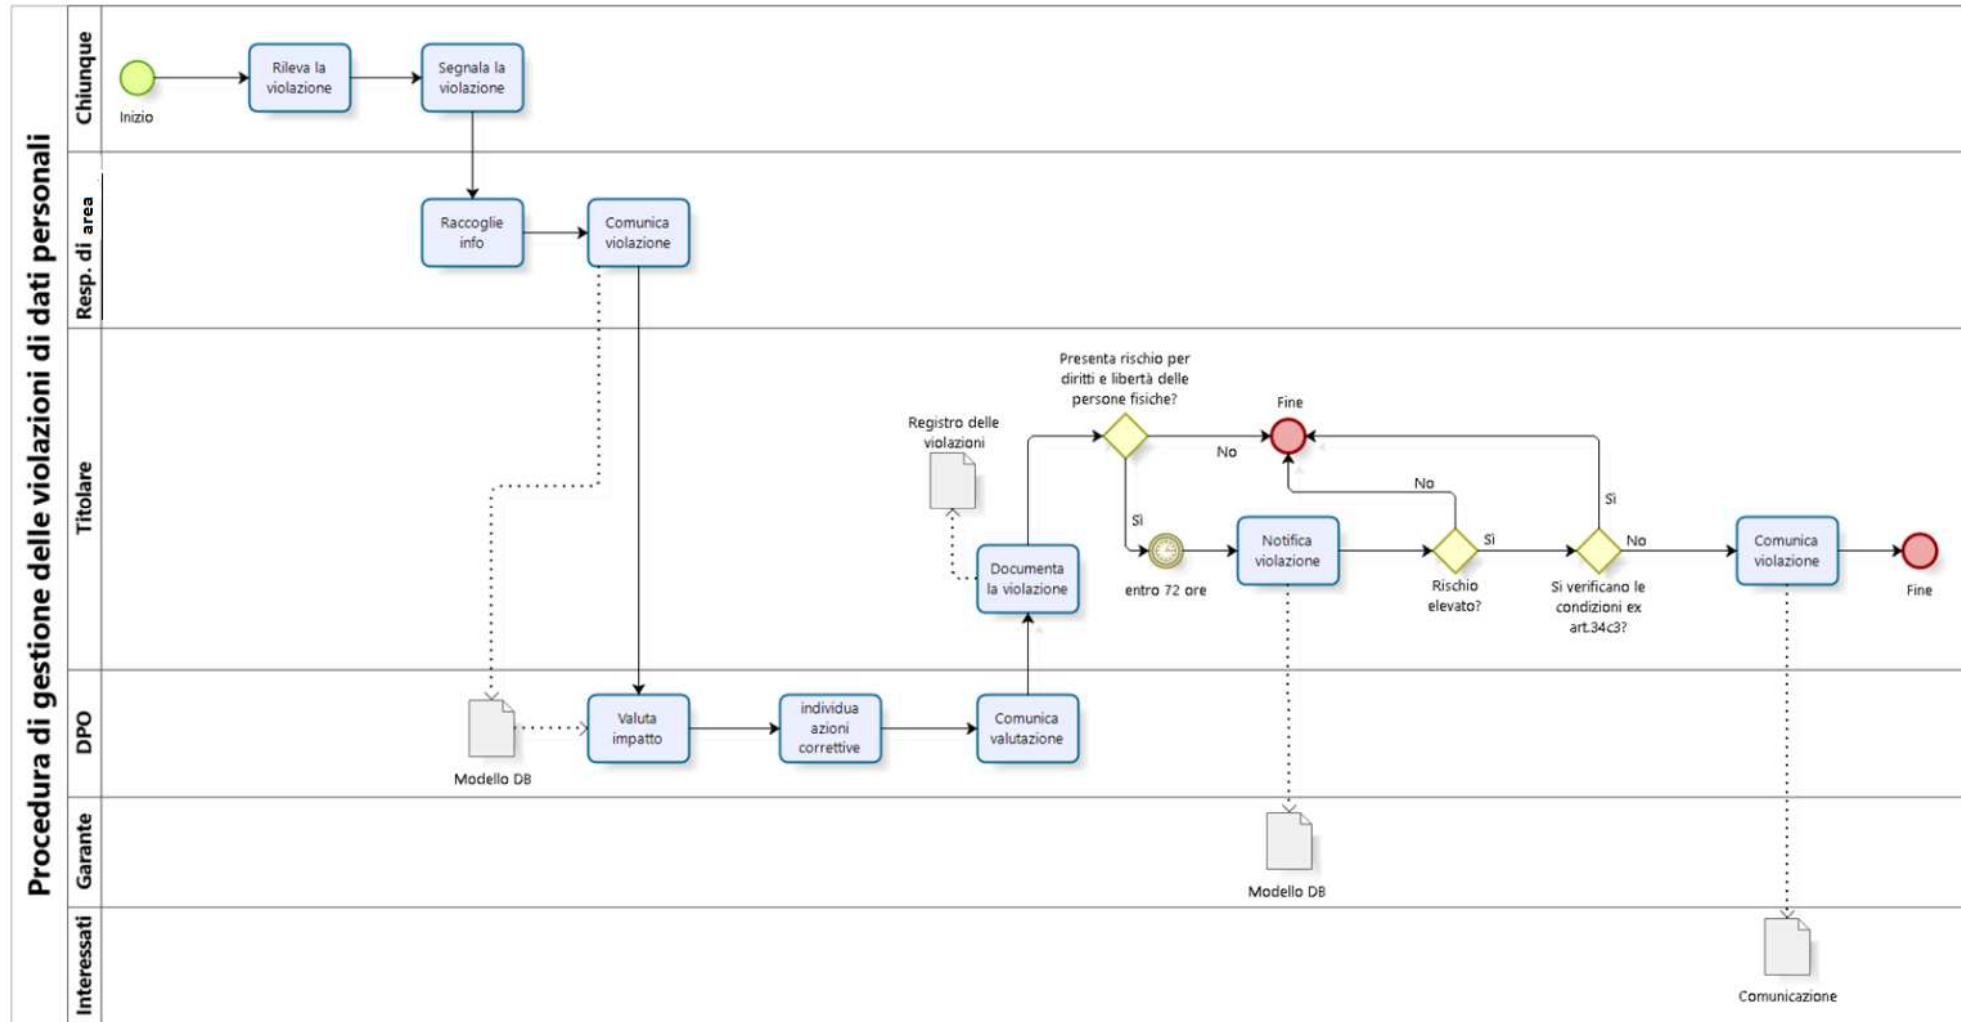 Procedura di gestione delle violazioni di dati personali
Chiunque
Inizio
Rileva la
violazione
Segnala la
violazione
Resp. di area
Raccoglie
info
Comunica
violazione
Titolare
Registro delle
violazioni
Documenta
la violazione
Presenta rischio per
diritti e libertà delle
persone fisiche?
No
Sì
entro 72 ore
Fine
Notifica
violazione
No
Sì
Rischio
elevato?
Sì
No
Si verificano le
condizioni ex
art.34c3?
Comunica
violazione
Fine
DPO
Modello DB
Valuta
impatto
individua
azioni
correttive
Comunica
valutazione
Garante
Modello DB
Interessati
Comunicazione